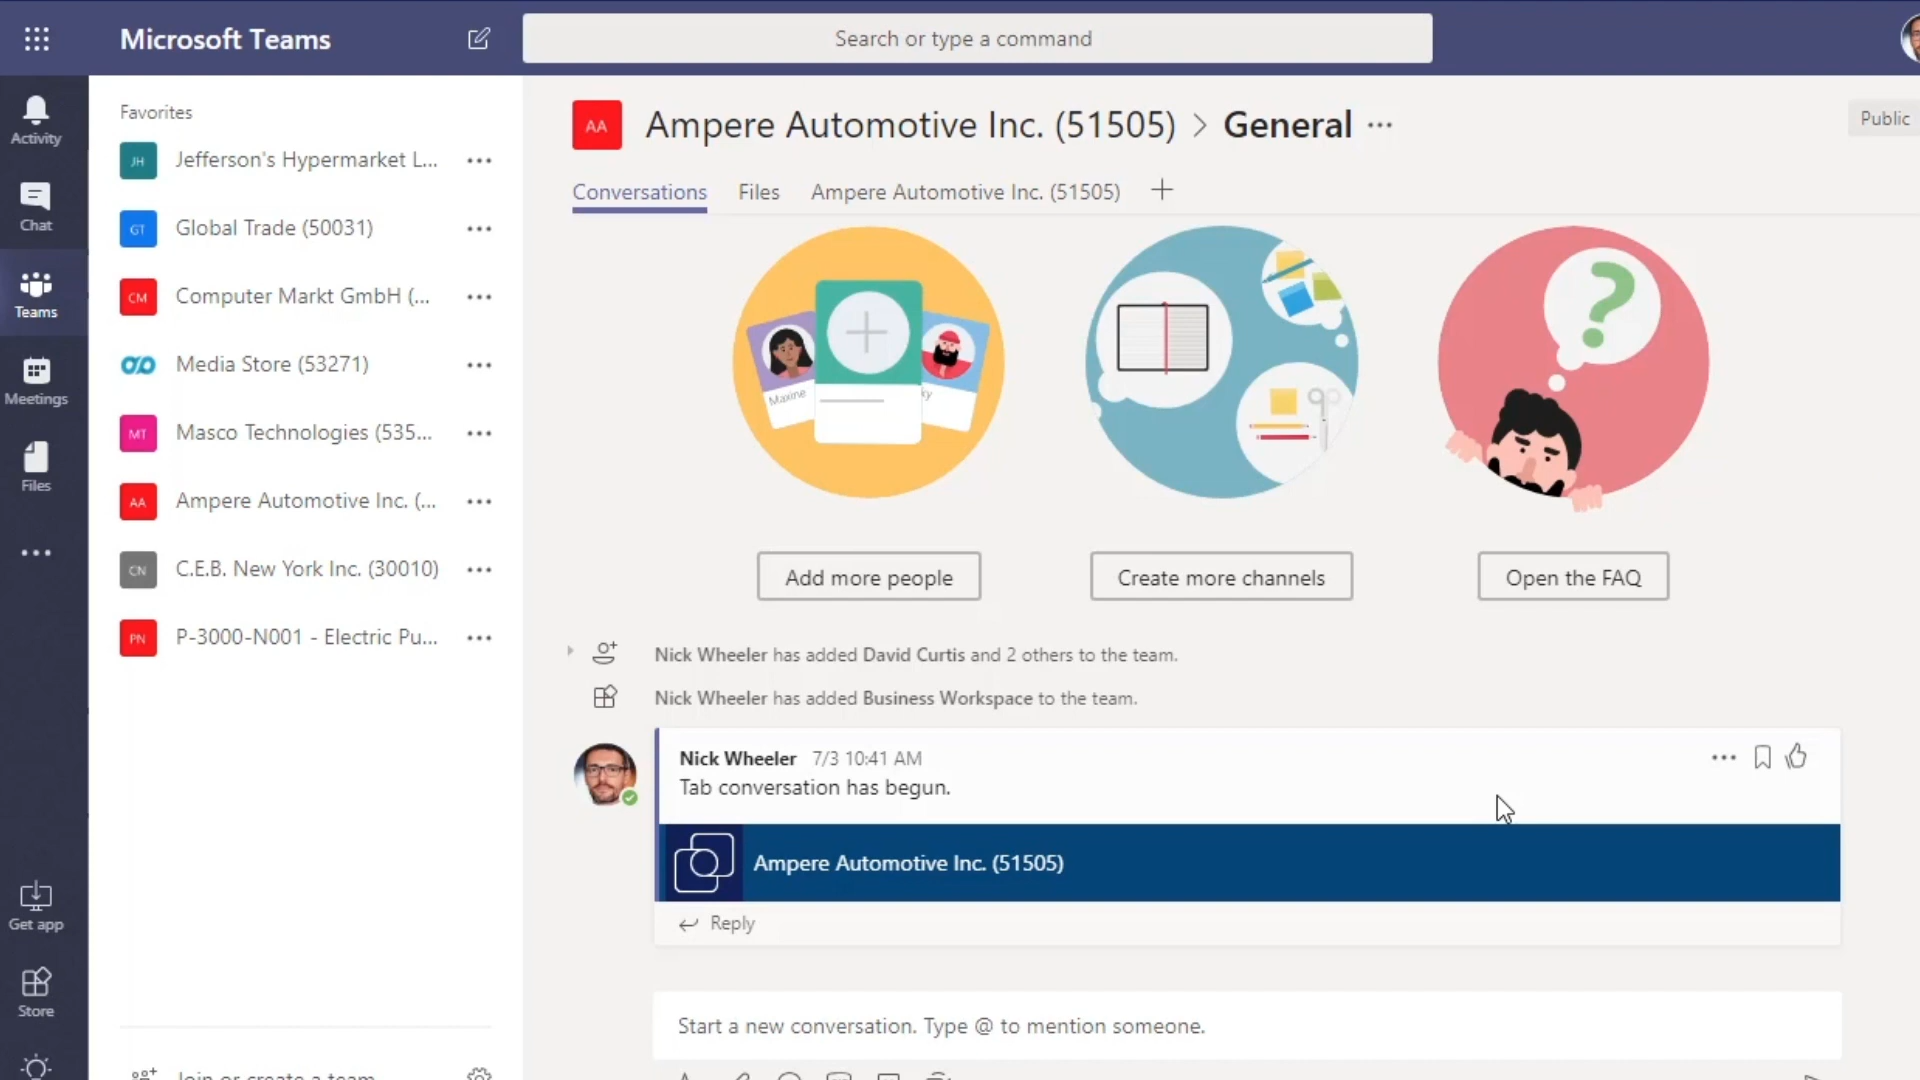 Microsoft Teams
Search or type a command
Activity
Chat
Teams
Meetings
Files
Get app
Store
Favorites
JH Jefferson's Hypermarket L...
GT Global Trade (50031)
CM Computer Markt GmbH (...
Media Store (53271)
MT Masco Technologies (535...
AA Ampere Automotive Inc. (...
CN C.E.B. New York Inc. (30010)
PN P-3000-N001 - Electric Pu...
Join or create a team
AA Ampere Automotive Inc. (51505) > General ...
Public
Conversations Files Ampere Automotive Inc. (51505) +
Maxine
ky
?
Add more people Create more channels Open the FAQ
Nick Wheeler has added David Curtis and 2 others to the team.
Nick Wheeler has added Business Workspace to the team.
Nick Wheeler 7/3 10:41 AM
Tab conversation has begun.
Ampere Automotive Inc. (51505)
Reply
Start a new conversation. Type @ to mention someone.